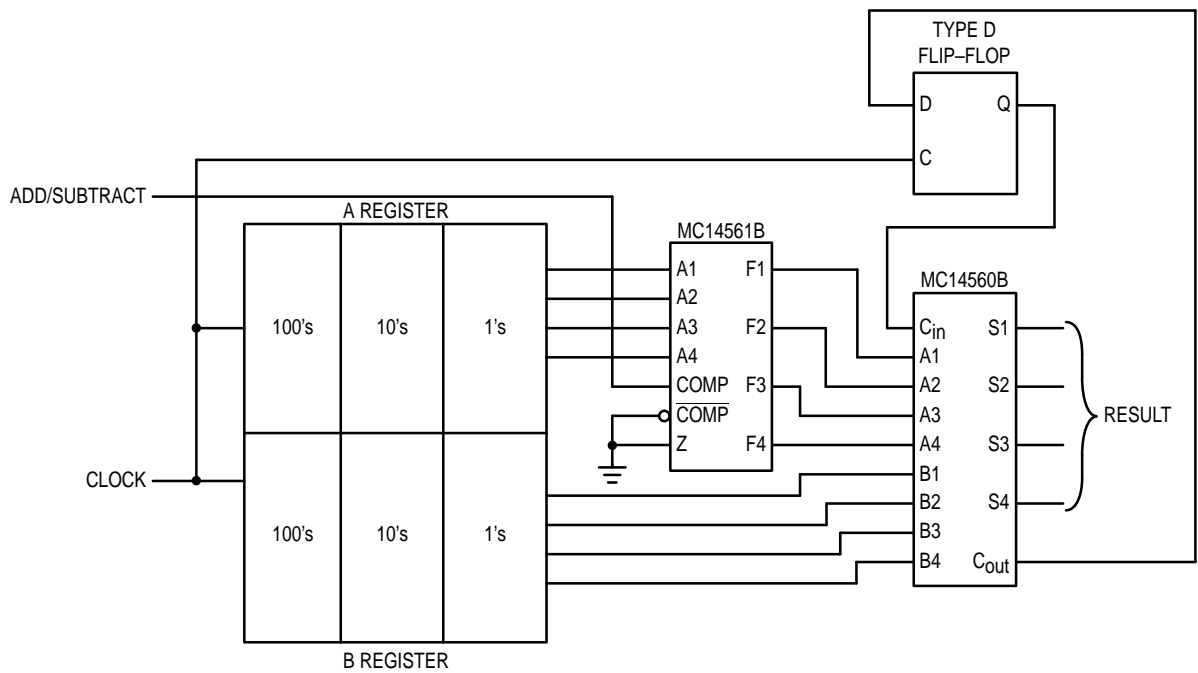 TYPE D
FLIP–FLOP
D Q
C
ADD/SUBTRACT
A REGISTER
100's 10's 1's
MC14561B
A1 F1
A2
A3 F2
A4
COMP F3
COMP
Z F4
MC14560B
Cin S1
A1
A2 S2
A3
A4 S3
B1
B2 S4
B3
B4 Cout
RESULT
CLOCK
100's 10's 1's
B REGISTER